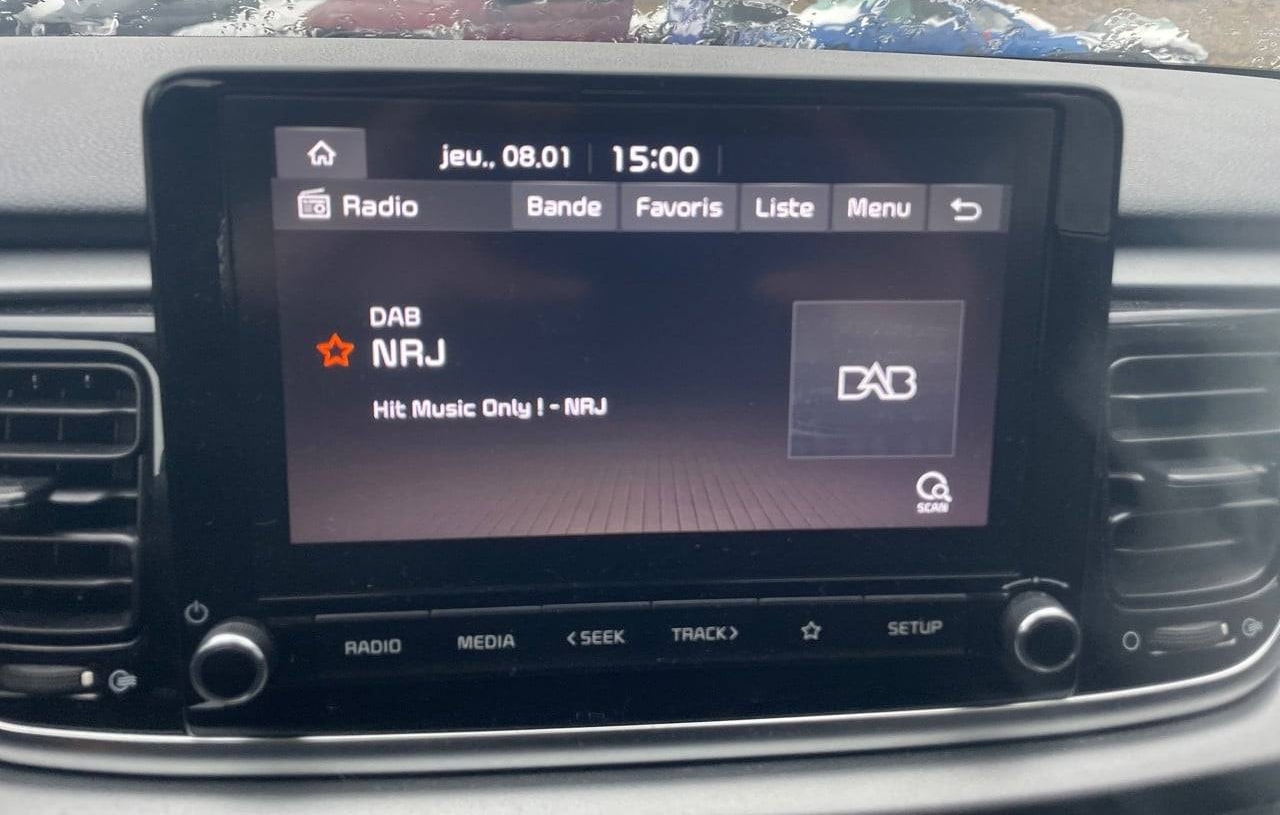 jeu., 08.01 15:00
Radio Bande Favoris Liste Menu
DAB
NRJ
Hit Music Only ! - NRJ
DAB
SCAN
RADIO MEDIA <SEEK TRACK> SETUP